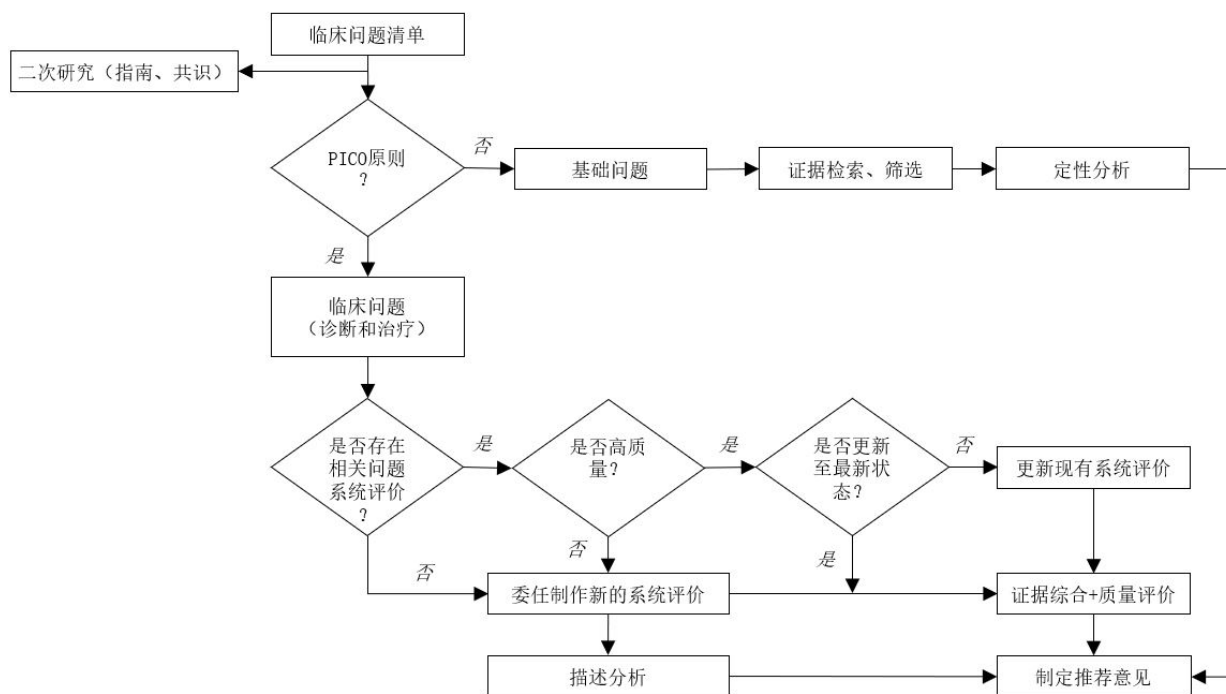 临床问题清单
二次研究（指南、共识）
PICO原则
？
否
基础问题
证据检索、筛选
定性分析
是
临床问题
（诊断和治疗）
是否存在
相关问题
系统评价
？
是
是否高质
量？
是
是否更新
至最新状
态？
否
更新现有系统评价
否
否
是
委任制作新的系统评价
证据综合+质量评价
描述分析
制定推荐意见